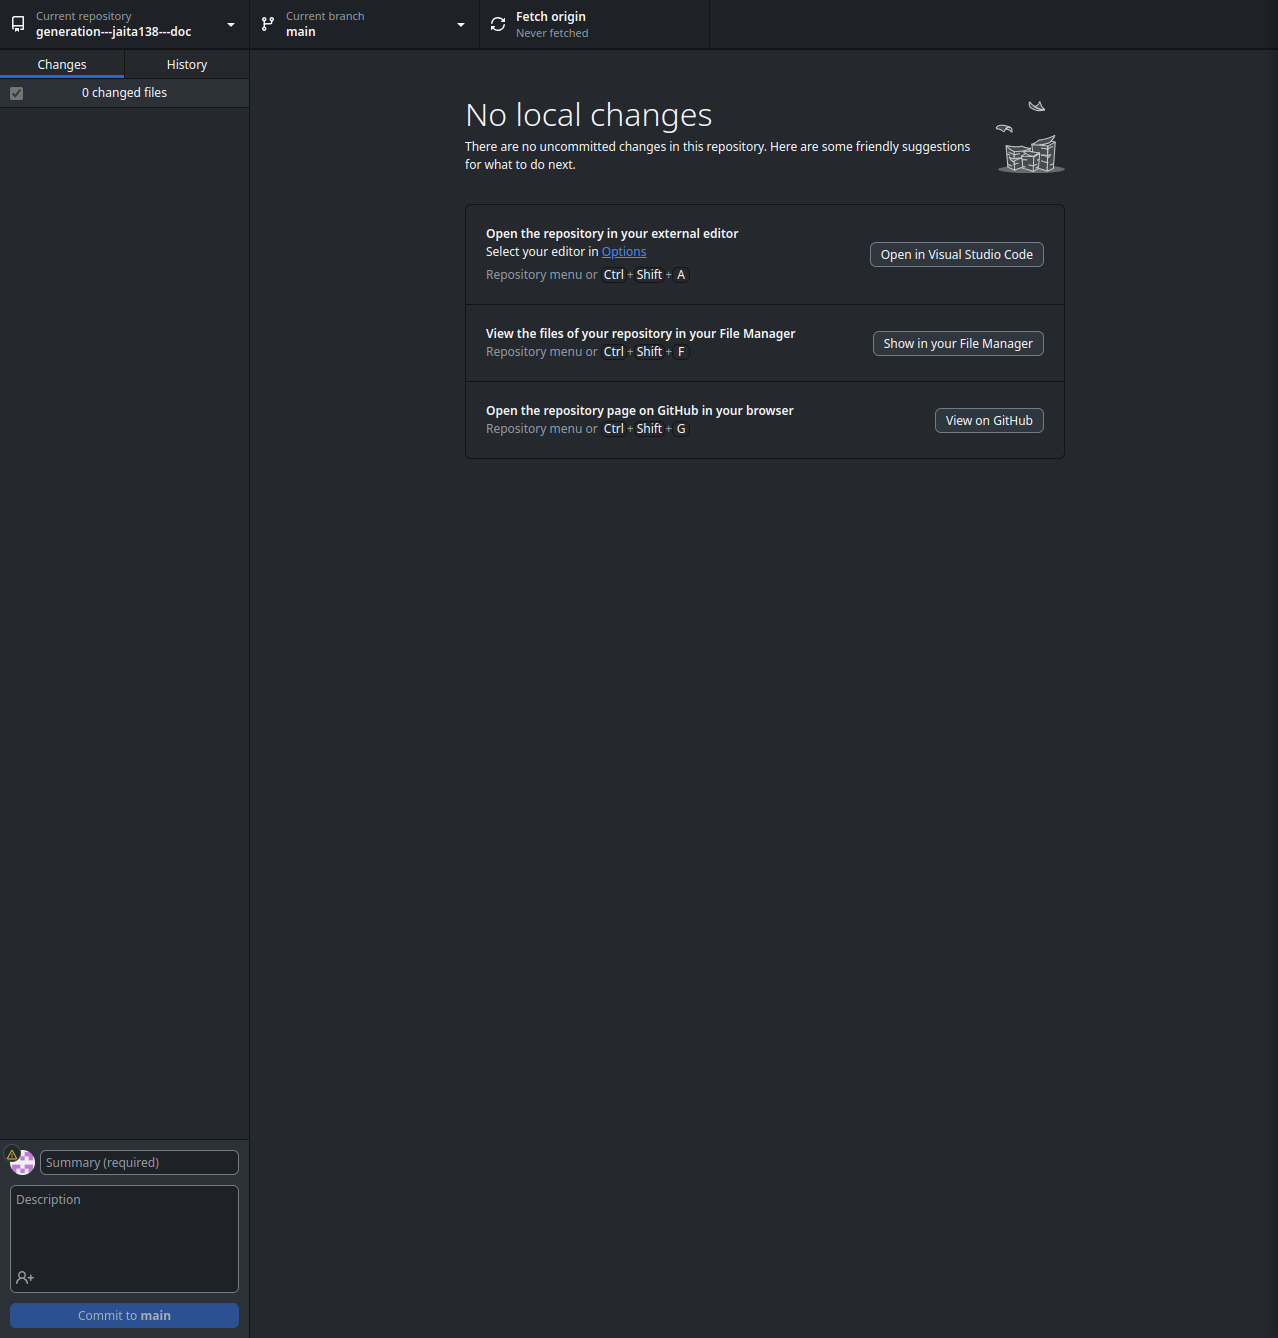 Current repository
generation---jaita138---doc
Current branch
main
Fetch origin
Never fetched
Changes
History
0 changed files
No local changes
There are no uncommitted changes in this repository. Here are some friendly suggestions
for what to do next.
Open the repository in your external editor
Select your editor in Options
Repository menu or Ctrl + Shift + A
Open in Visual Studio Code
View the files of your repository in your File Manager
Repository menu or Ctrl + Shift + F
Show in your File Manager
Open the repository page on GitHub in your browser
Repository menu or Ctrl + Shift + G
View on GitHub
Summary (required)
Description
Commit to main